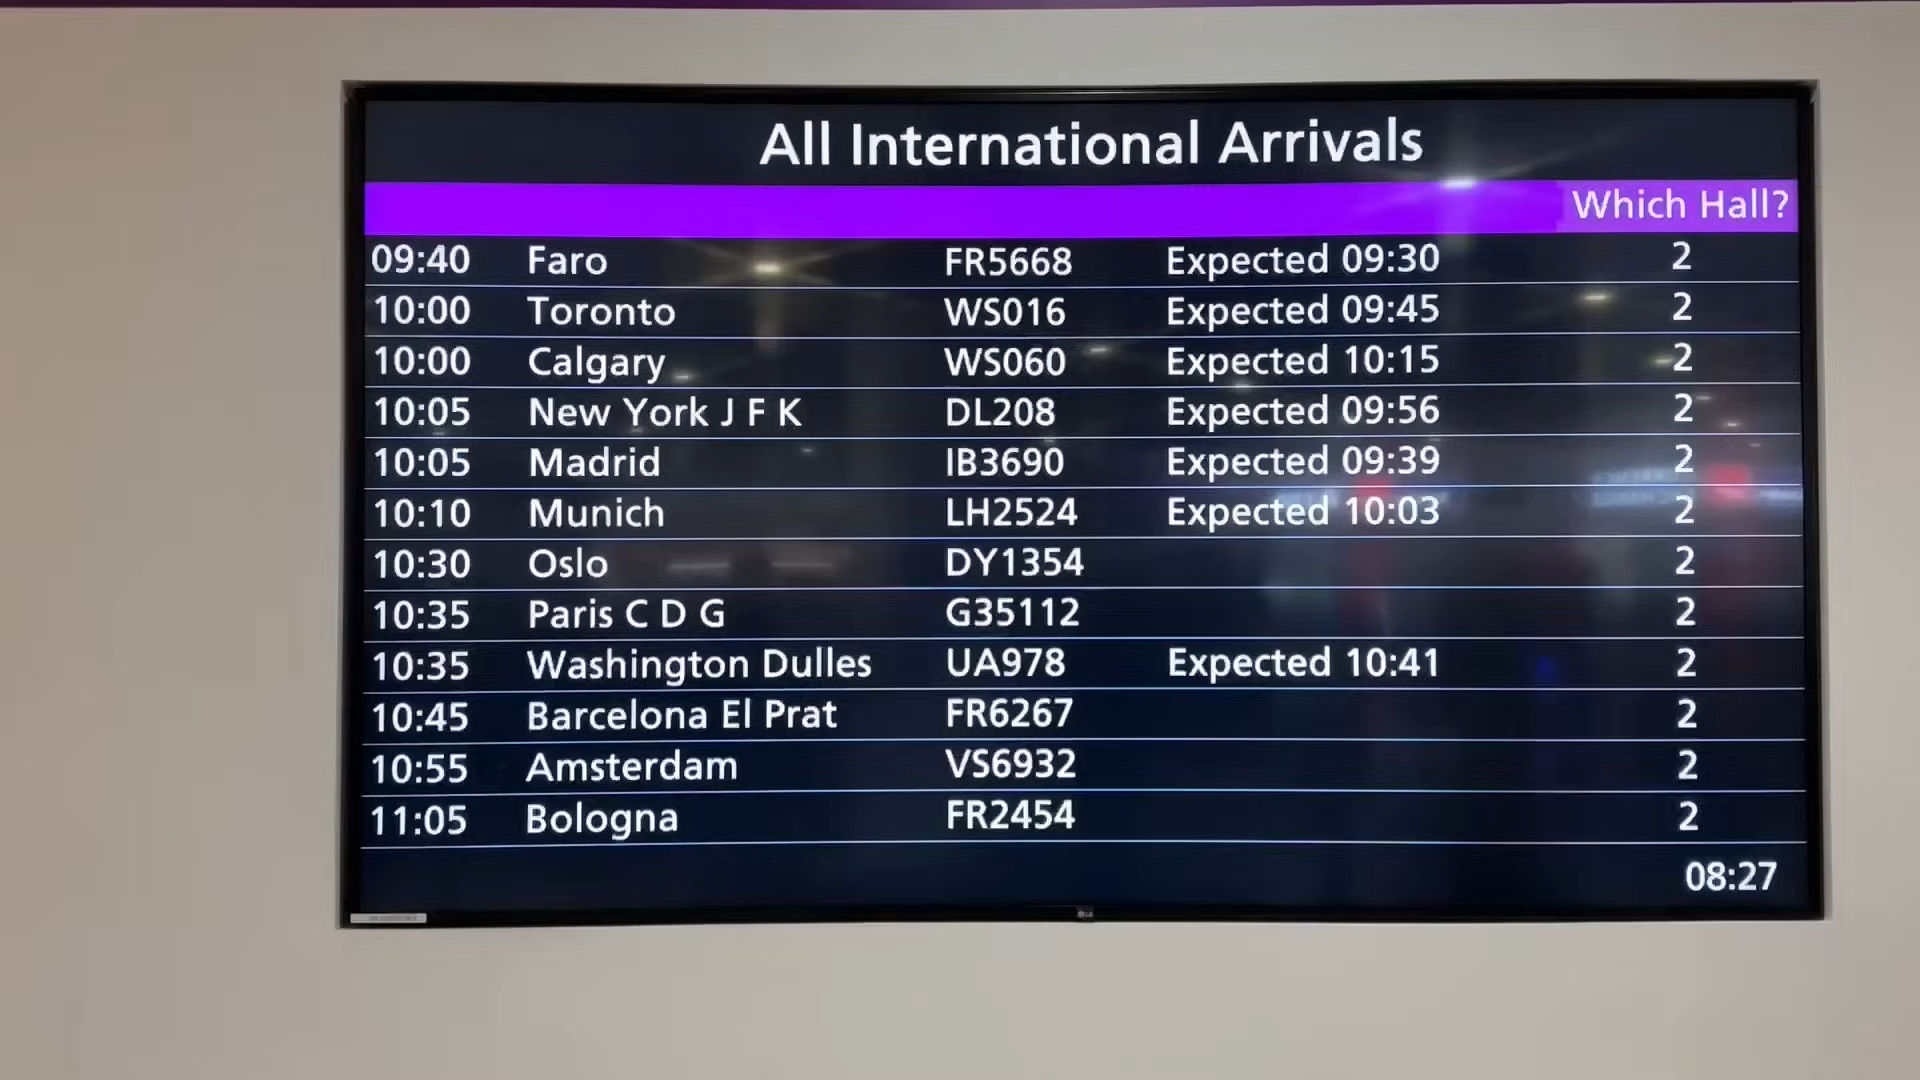 All International Arrivals
Which Hall?
09:40 Faro FR5668 Expected 09:30 2
10:00 Toronto WS016 Expected 09:45 2
10:00 Calgary WS060 Expected 10:15 2
10:05 New York J F K DL208 Expected 09:56 2
10:05 Madrid IB3690 Expected 09:39 2
10:10 Munich LH2524 Expected 10:03 2
10:30 Oslo DY1354 2
10:35 Paris C D G G35112 2
10:35 Washington Dulles UA978 Expected 10:41 2
10:45 Barcelona El Prat FR6267 2
10:55 Amsterdam VS6932 2
11:05 Bologna FR2454 2
08:27
LG